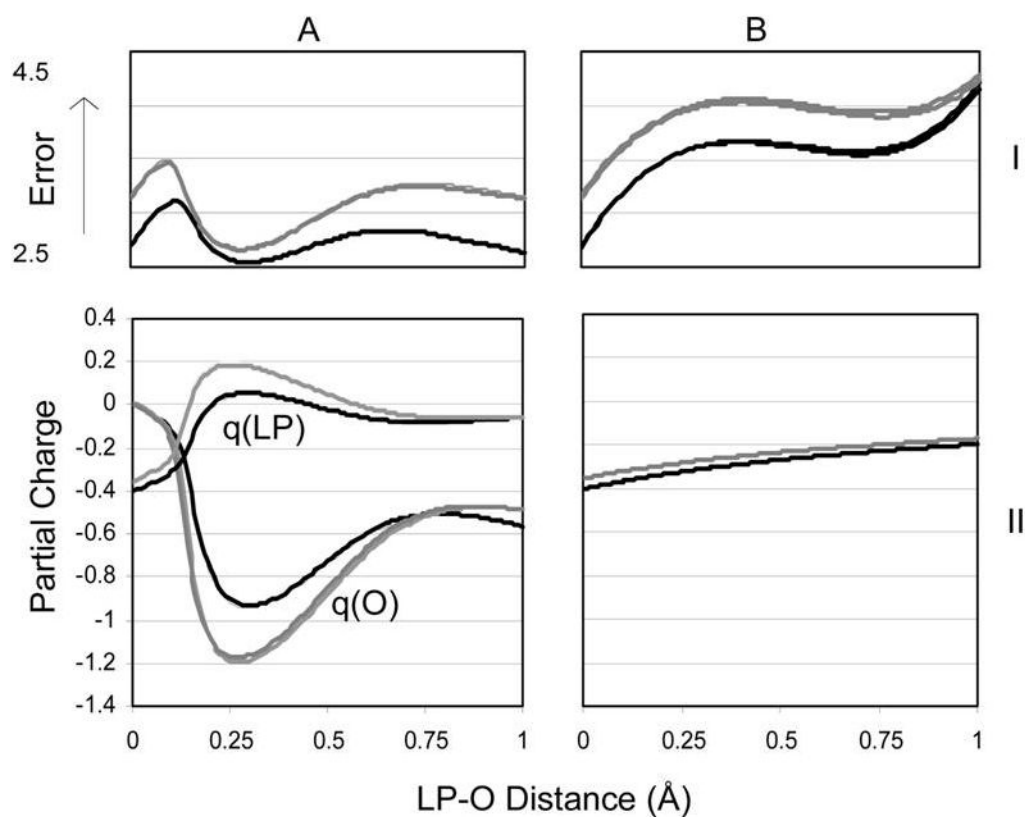 A B
4.5
Error
2.5
I
0.4
0.2
0
-0.2
-0.4
-0.6
-0.8
-1
-1.2
-1.4
Partial Charge
q(LP)
q(O)
II
0 0.25 0.5 0.75 1 0 0.25 0.5 0.75 1
LP-O Distance (Å)